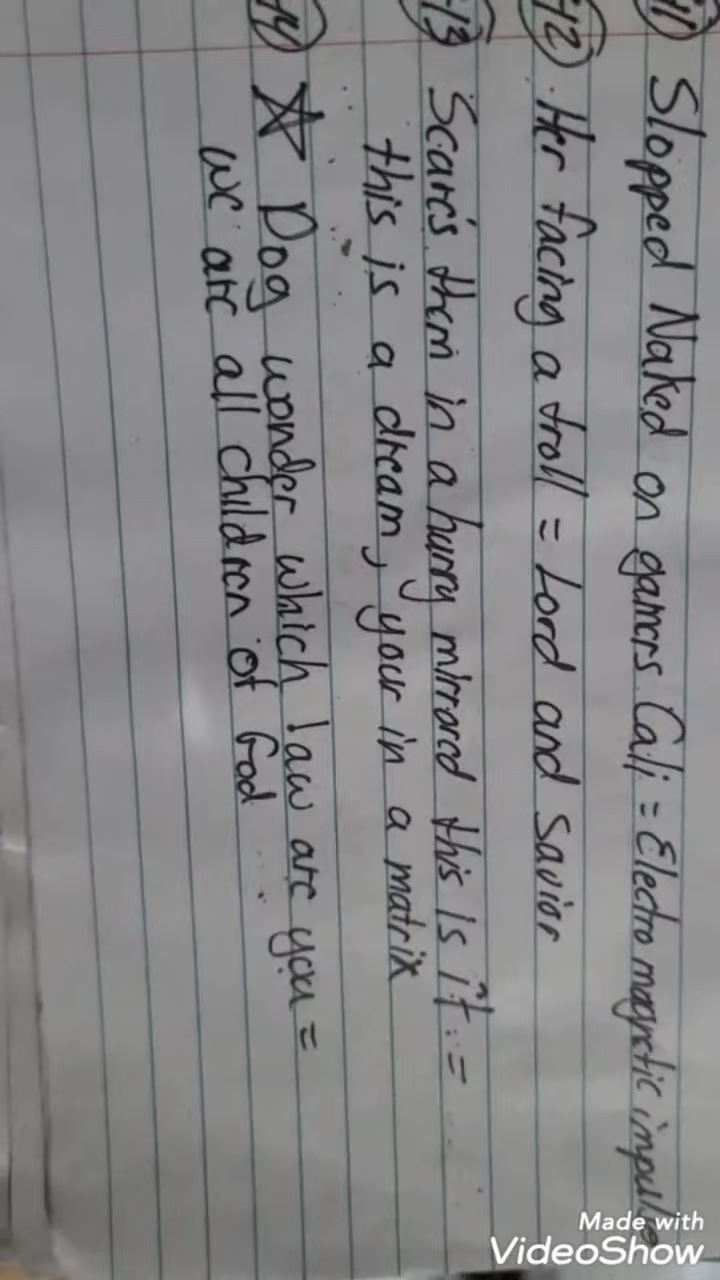 11) Slopped Naked on gamers Cali = Electro magnetic impulse
12) Her facing a troll = Lord and Savior
13) Scares them in a hurry mirrored this is it =
this is a dream, your in a matrix
14) ☆ Dog wonder which law are you =
we are all children of God
Made with
VideoShow